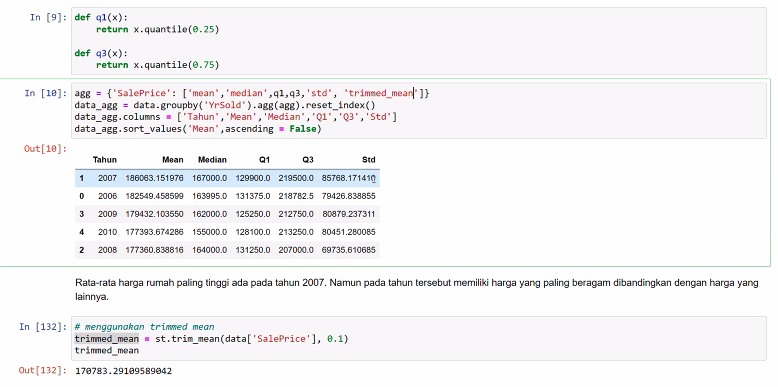 In [9]: def q1(x):
return x.quantile(0.25)
def q3(x):
return x.quantile(0.75)
In [10]: agg = {'SalePrice': ['mean','median',q1,q3,'std', 'trimmed_mean']}
data_agg = data.groupby('YrSold').agg(agg).reset_index()
data_agg.columns = ['Tahun','Mean','Median','Q1','Q3','Std']
data_agg.sort_values('Mean',ascending = False)
Out[10]:
Tahun Mean Median Q1 Q3 Std
1 2007 186063.151976 167000.0 129900.0 219500.0 85768.171410
0 2006 182549.458599 163995.0 131375.0 218782.5 79426.838855
3 2009 179432.103550 162000.0 125250.0 212750.0 80879.237311
4 2010 177393.674286 155000.0 128100.0 213250.0 80451.280085
2 2008 177360.838816 164000.0 131250.0 207000.0 69735.610685
Rata-rata harga rumah paling tinggi ada pada tahun 2007. Namun pada tahun tersebut memiliki harga yang paling beragam dibandingkan dengan harga yang
lainnya.
In [132]: # menggunakan trimmed mean
trimmed_mean = st.trim_mean(data['SalePrice'], 0.1)
trimmed_mean
Out[132]: 170783.29109589042